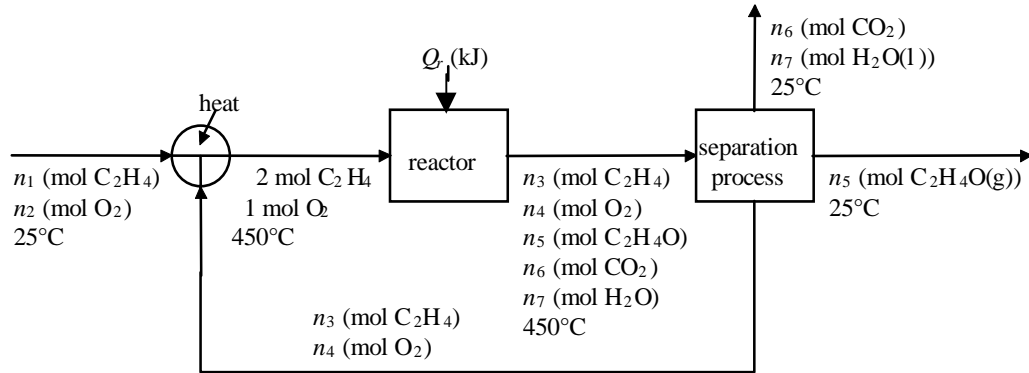 n₆ (mol CO₂)
n₇ (mol H₂O(l ))
25°C
Qᵣ (kJ)
heat
reactor
separation
process
n₁ (mol C₂H₄)
n₂ (mol O₂)
25°C
2 mol C₂H₄
1 mol O₂
450°C
n₃ (mol C₂H₄)
n₄ (mol O₂)
n₅ (mol C₂H₄O)
n₆ (mol CO₂)
n₇ (mol H₂O)
450°C
n₅ (mol C₂H₄O(g))
25°C
n₃ (mol C₂H₄)
n₄ (mol O₂)